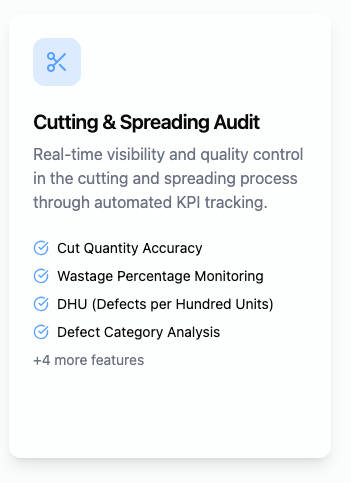 Cutting & Spreading Audit
Real-time visibility and quality control
in the cutting and spreading process
through automated KPI tracking.
Cut Quantity Accuracy
Wastage Percentage Monitoring
DHU (Defects per Hundred Units)
Defect Category Analysis
+4 more features